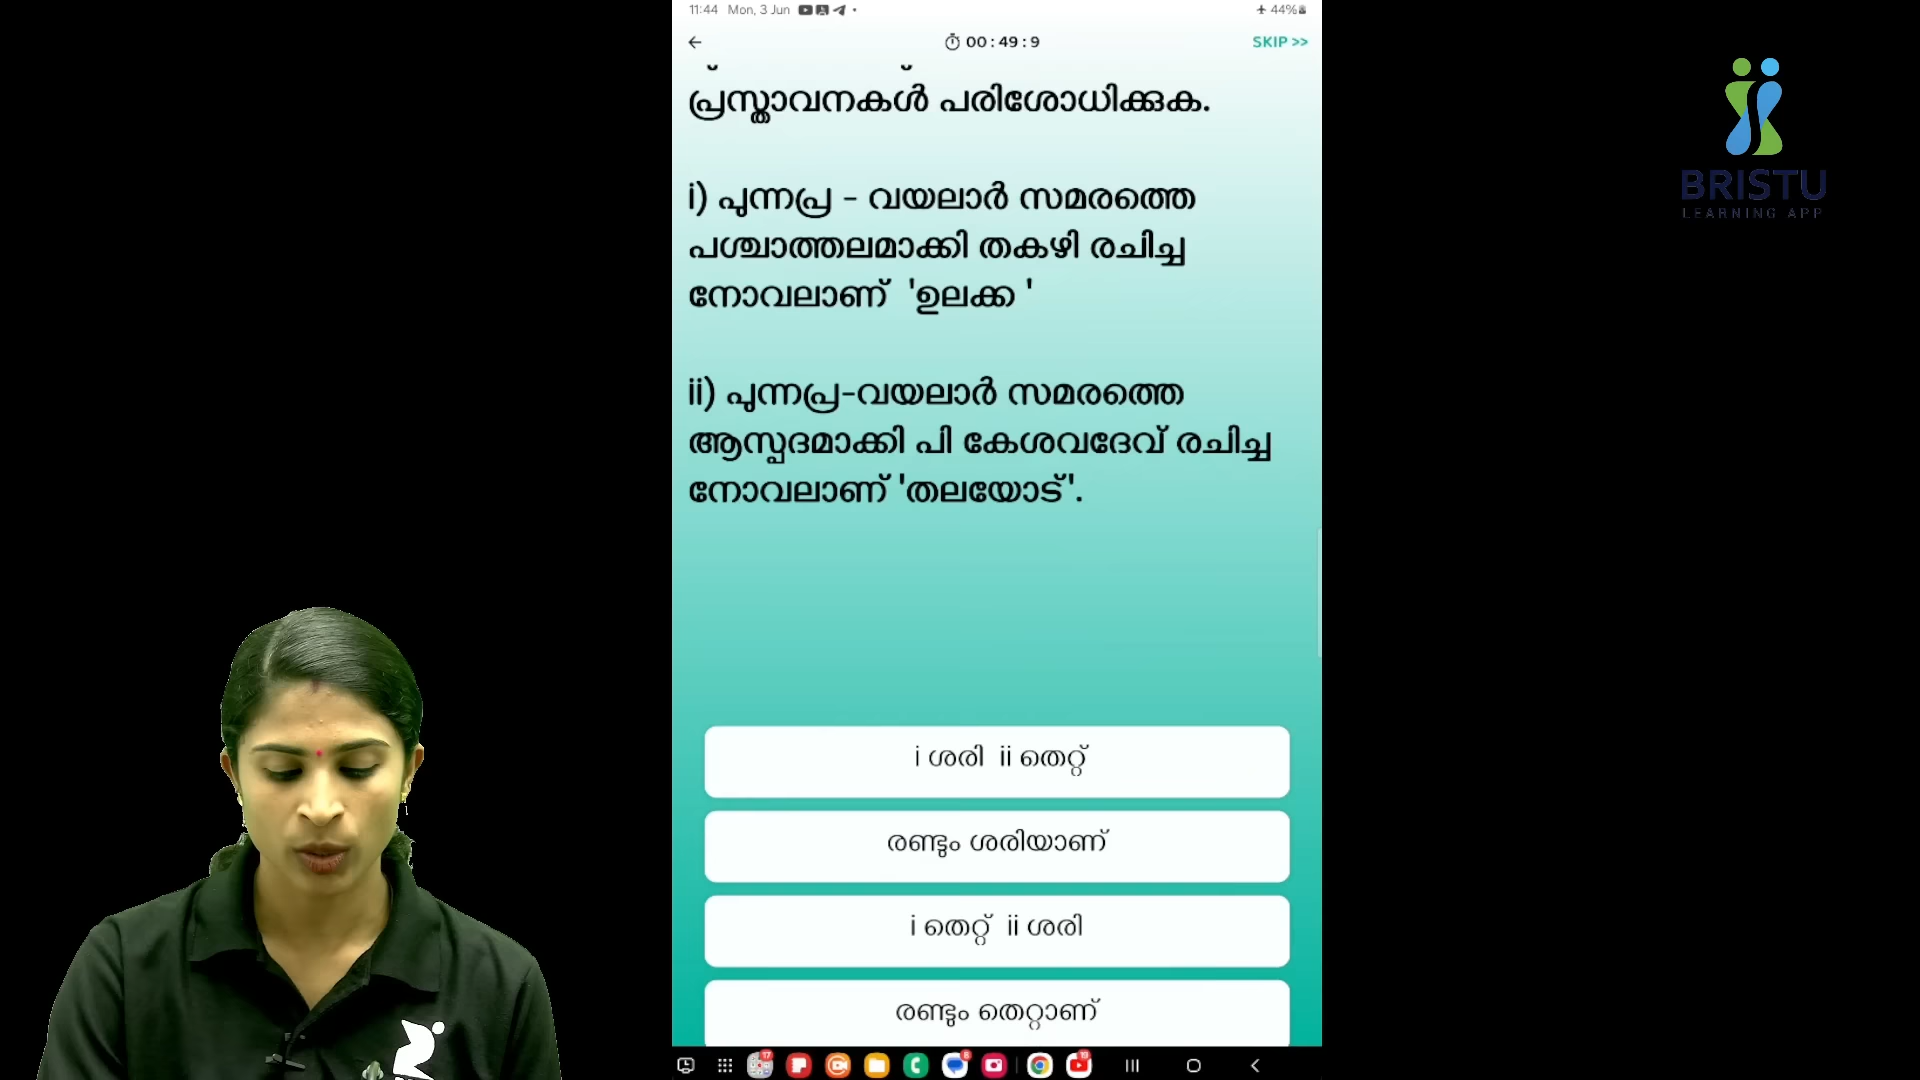 11:44 Mon, 3 Jun
44%
00 : 49 : 9
SKIP >>
പ്രസ്താവനകൾ പരിശോധിക്കുക.
i) പുന്നപ്ര - വയലാർ സമരത്തെ
പശ്ചാത്തലമാക്കി തകഴി രചിച്ച
നോവലാണ് 'ഉലക്ക '
ii) പുന്നപ്ര-വയലാർ സമരത്തെ
ആസ്പദമാക്കി പി കേശവദേവ് രചിച്ച
നോവലാണ് 'തലയോട്'.
i ശരി ii തെറ്റ്
രണ്ടും ശരിയാണ്
i തെറ്റ് ii ശരി
രണ്ടും തെറ്റാണ്
BRISTU
LEARNING APP